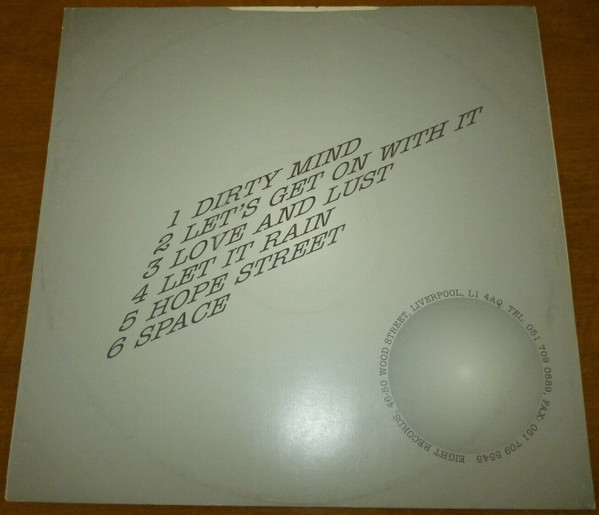 1 DIRTY MIND
2 LET'S GET ON WITH IT
3 LOVE AND LUST
4 LET IT RAIN
5 HOPE STREET
6 SPACE
EIGHT RECORDS, 46-50 WOOD STREET, LIVERPOOL, L1 4AQ TEL: 051 709 0889, FAX: 051 709 5545